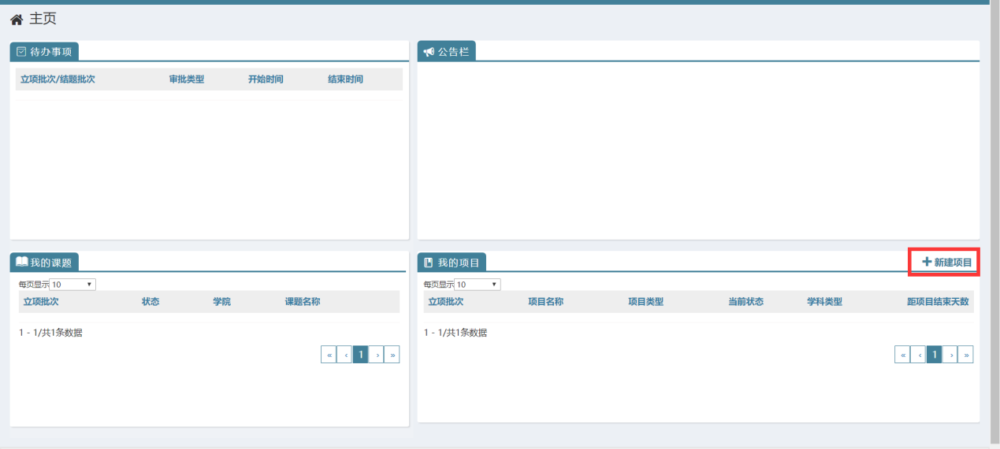 主页
待办事项
立项批次/结题批次 审批类型 开始时间 结束时间
公告栏
我的课题
每页显示 10
立项批次 状态 学院 课题名称
1 - 1/共1条数据
« ‹ 1 › »
我的项目
新建项目
每页显示 10
立项批次 项目名称 项目类型 当前状态 学科类型 距项目结束天数
1 - 1/共1条数据
« ‹ 1 › »